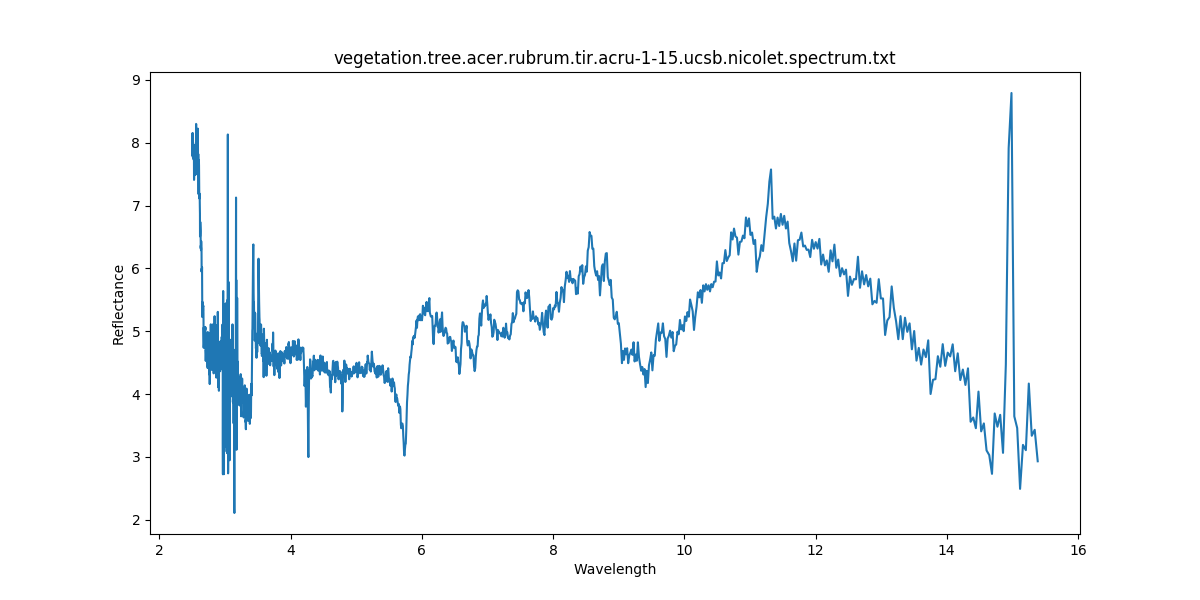 vegetation.tree.acer.rubrum.tir.acru-1-15.ucsb.nicolet.spectrum.txt
9
8
7
6
5
4
3
2
Reflectance
2 4 6 8 10 12 14 16
Wavelength